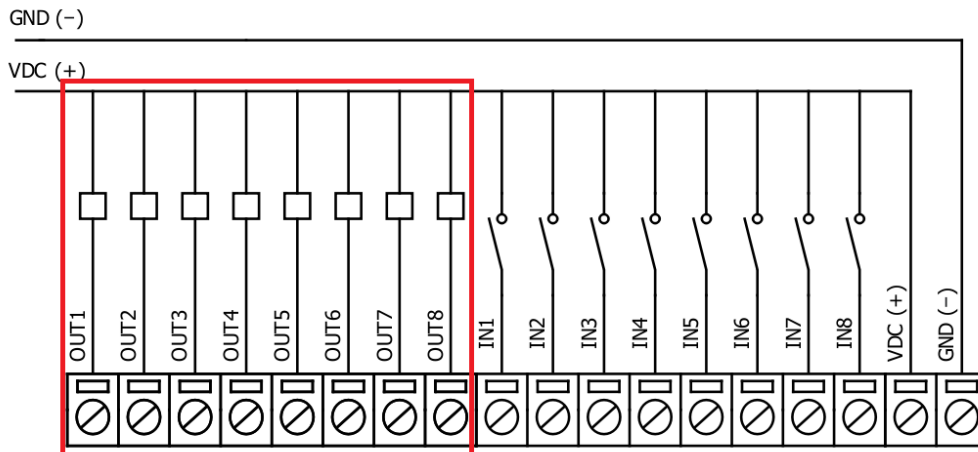 GND (−)
VDC (+)
OUT1
OUT2
OUT3
OUT4
OUT5
OUT6
OUT7
OUT8
IN1
IN2
IN3
IN4
IN5
IN6
IN7
IN8
VDC (+)
GND (−)